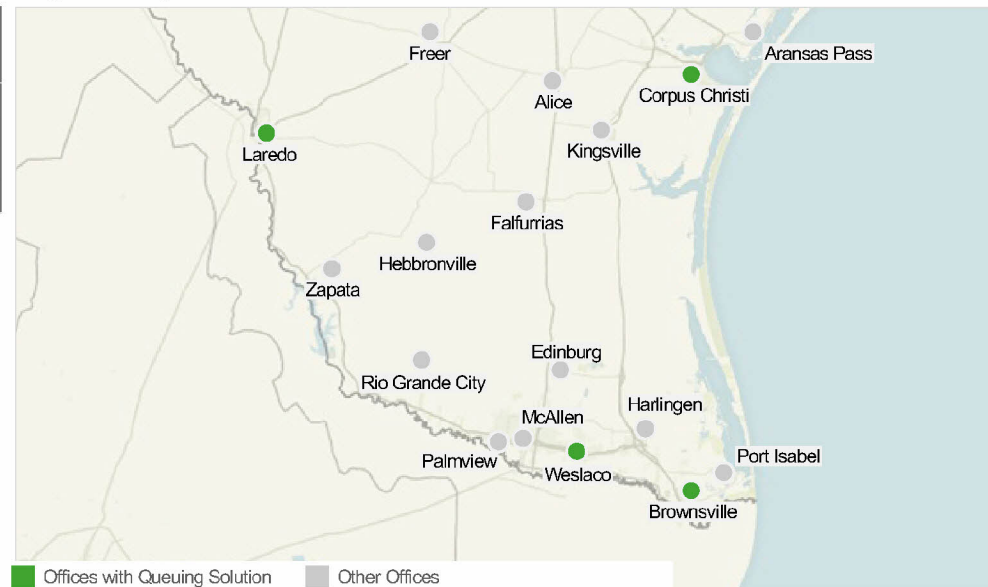 Freer
Aransas Pass
Alice
Corpus Christi
Laredo
Kingsville
Falfurrias
Hebbronville
Zapata
Edinburg
Rio Grande City
McAllen
Harlingen
Palmview
Weslaco
Port Isabel
Brownsville
Offices with Queuing Solution
Other Offices